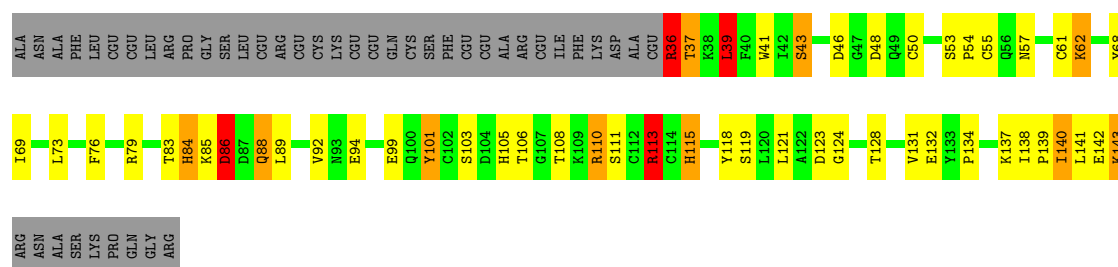 ALA ASN ALA PHE LEU CGU CGU LEU ARG PRO GLY SER LEU CGU ARG CGU CYS LYS CGU CGU GLN CYS SER PHE CGU CGU ALA ARG CGU ILE PHE LYS ASP ALA CGU R36 T37 K38 L39 F40 W41 I42 S43 D46 G47 D48 Q49 C50 S53 P54 C55 Q56 N57 C61 K62 Y68
I69 L73 F76 R79 T83 H84 K85 D86 D87 Q88 L89 V92 N93 E94 E99 Q100 Y101 C102 S103 D104 H105 T106 G107 T108 K109 R110 S111 C112 R113 C114 H115 Y118 S119 L120 L121 A122 D123 G124 T128 V131 E132 Y133 P134 K137 I138 P139 I140 L141 E142 K143
ARG ASN ALA SER LYS PRO GLN GLY ARG